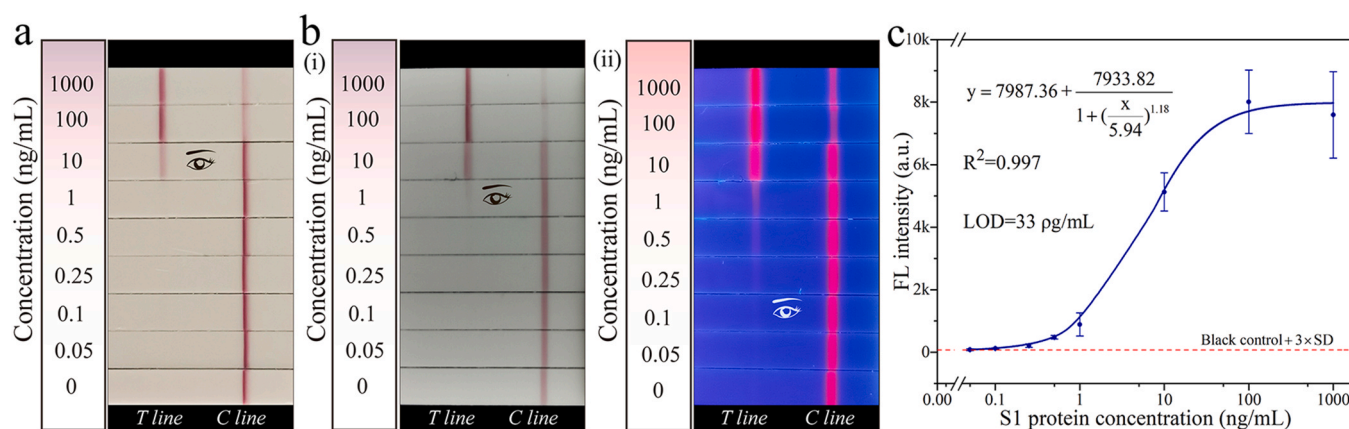 a
Concentration (ng/mL)
1000
100
10
1
0.5
0.25
0.1
0.05
0
T line C line
b
(i)
Concentration (ng/mL)
1000
100
10
1
0.5
0.25
0.1
0.05
0
T line C line
(ii)
Concentration (ng/mL)
1000
100
10
1
0.5
0.25
0.1
0.05
0
T line C line
c
FL intensity (a.u.)
10k
8k
6k
4k
2k
0
y = 7987.36 + 7933.82 / 1 + (x / 5.94)^1.18
R²=0.997
LOD=33 ρg/mL
Black control + 3×SD
0.00 0.1 1 10 100 1000
S1 protein concentration (ng/mL)